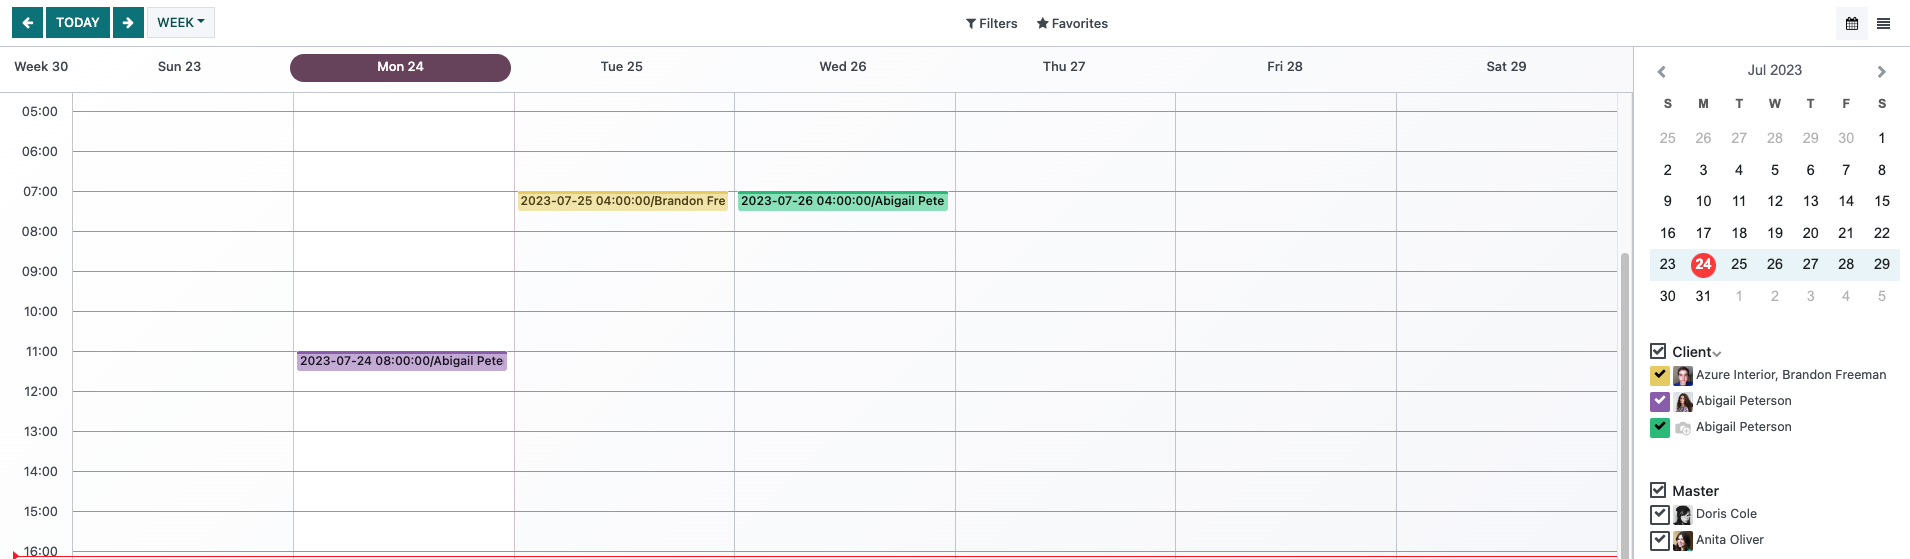 TODAY WEEK Filters Favorites
Week 30 Sun 23 Mon 24 Tue 25 Wed 26 Thu 27 Fri 28 Sat 29
05:00
06:00
07:00 2023-07-25 04:00:00/Brandon Fre 2023-07-26 04:00:00/Abigail Pete
08:00
09:00
10:00
11:00 2023-07-24 08:00:00/Abigail Pete
12:00
13:00
14:00
15:00
16:00
Jul 2023
S M T W T F S
25 26 27 28 29 30 1
2 3 4 5 6 7 8
9 10 11 12 13 14 15
16 17 18 19 20 21 22
23 24 25 26 27 28 29
30 31 1 2 3 4 5
Client
Azure Interior, Brandon Freeman
Abigail Peterson
Abigail Peterson
Master
Doris Cole
Anita Oliver